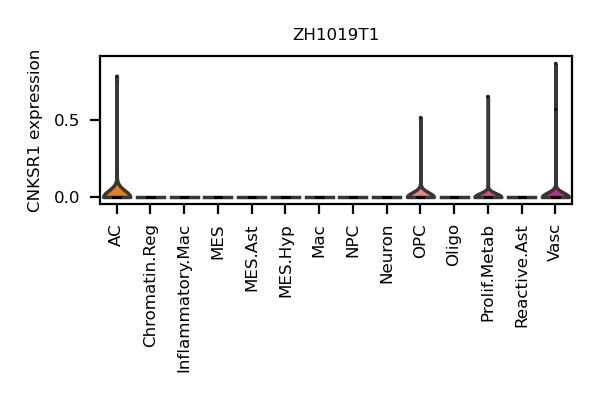 ZH1019T1
CNKSR1 expression
0.5
0.0
AC
Chromatin.Reg
Inflammatory.Mac
MES
MES.Ast
MES.Hyp
Mac
NPC
Neuron
OPC
Oligo
Prolif.Metab
Reactive.Ast
Vasc